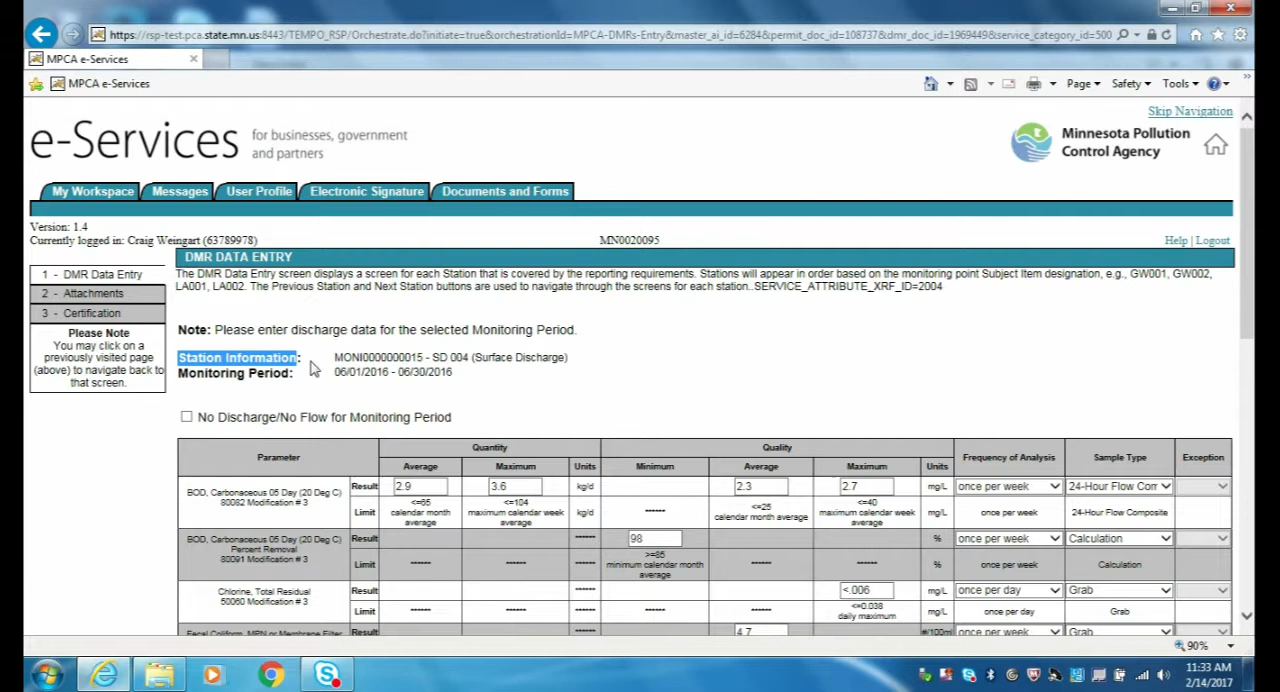 https://rsp-test.pca.state.mn.us:8443/TEMPO_RSP/Orchestrate.do?initiate=true&orchestrationId=MPCA-DMRs-Entry&master_ai_id=6284&permit_doc_id=108737&dmr_doc_id=1969449&service_category_id=500
MPCA e-Services
MPCA e-Services
Page Safety Tools
Skip Navigation
e-Services for businesses, government and partners
Minnesota Pollution
Control Agency
My Workspace Messages User Profile Electronic Signature Documents and Forms
Version: 1.4
Currently logged in: Craig Weingart (63789978) MN0020095 Help | Logout
DMR DATA ENTRY
1 - DMR Data Entry
2 - Attachments
3 - Certification
Please Note
You may click on a
previously visited page
(above) to navigate back to
that screen.
The DMR Data Entry screen displays a screen for each Station that is covered by the reporting requirements. Stations will appear in order based on the monitoring point Subject Item designation, e.g., GW001, GW002,
LA001, LA002. The Previous Station and Next Station buttons are used to navigate through the screens for each station..SERVICE_ATTRIBUTE_XRF_ID=2004
Note: Please enter discharge data for the selected Monitoring Period.
Station Information: MONI0000000015 - SD 004 (Surface Discharge)
Monitoring Period: 06/01/2016 - 06/30/2016
No Discharge/No Flow for Monitoring Period
Parameter Quantity Quality Frequency of Analysis Sample Type Exception
Average Maximum Units Minimum Average Maximum Units
BOD, Carbonaceous 05 Day (20 Deg C)
80082 Modification # 3
Result 2.9 3.6 kg/d 2.3 2.7 mg/L once per week 24-Hour Flow Com
Limit <=65 calendar month average <=104 maximum calendar week average kg/d ------ <=25 calendar month average <=40 maximum calendar week average mg/L once per week 24-Hour Flow Composite
BOD, Carbonaceous 05 Day (20 Deg C)
Percent Removal
80091 Modification # 3
Result ------ 98 % once per week Calculation
Limit ------ ------ ------ >=85 minimum calendar month average ------ ------ % once per week Calculation
Chlorine, Total Residual
50060 Modification # 3
Result ------ <.006 mg/L once per day Grab
Limit ------ ------ ------ ------ ------ <=0.038 daily maximum mg/L once per day Grab
Fecal Coliform, MPN or Membrane Filter
Result ------ 4.7 #/100ml once per week Grab
90%
11:33 AM
2/14/2017